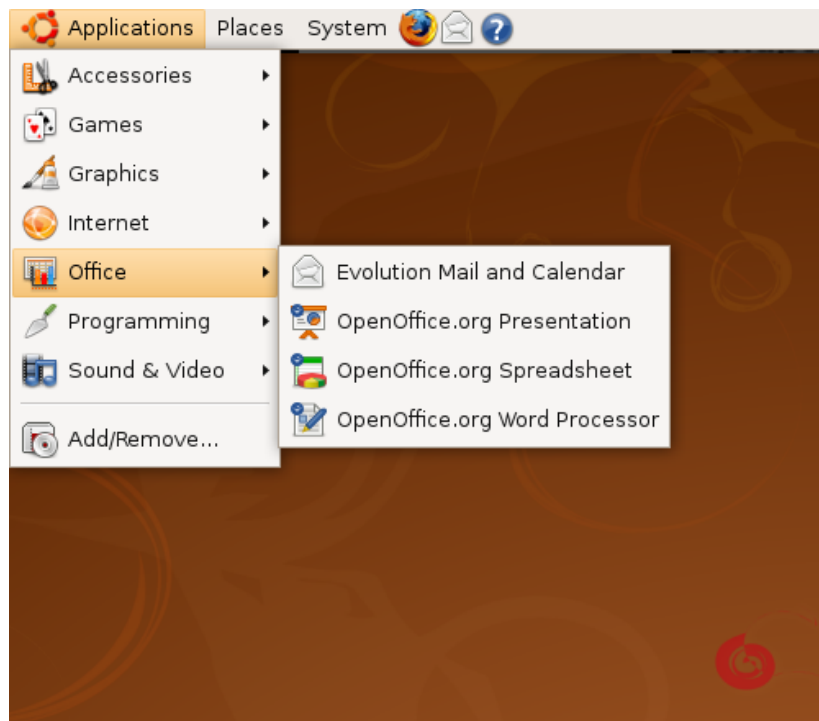 Applications Places System
Accessories
Games
Graphics
Internet
Office
Programming
Sound & Video
Add/Remove...
Evolution Mail and Calendar
OpenOffice.org Presentation
OpenOffice.org Spreadsheet
OpenOffice.org Word Processor